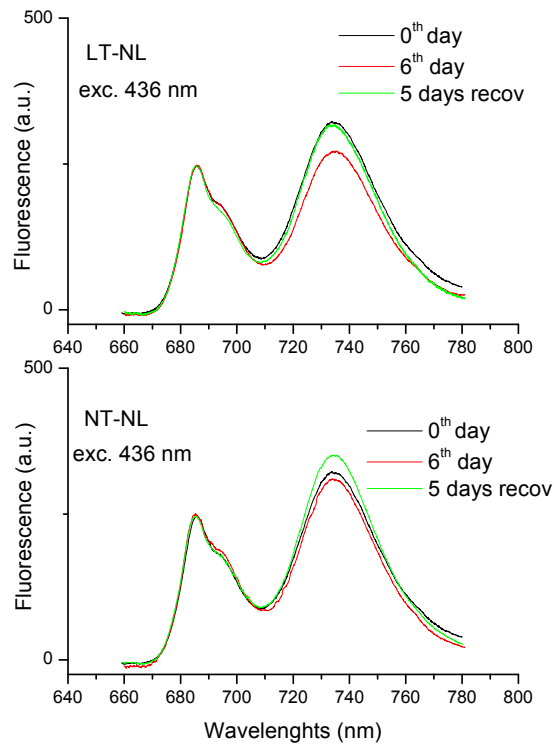 500
LT-NL
exc. 436 nm
0th day
6th day
5 days recov
Fluorescence (a.u.)
0
640 660 680 700 720 740 760 780 800
500
NT-NL
exc. 436 nm
0th day
6th day
5 days recov
Fluorescence (a.u.)
0
640 660 680 700 720 740 760 780 800
Wavelenghts (nm)